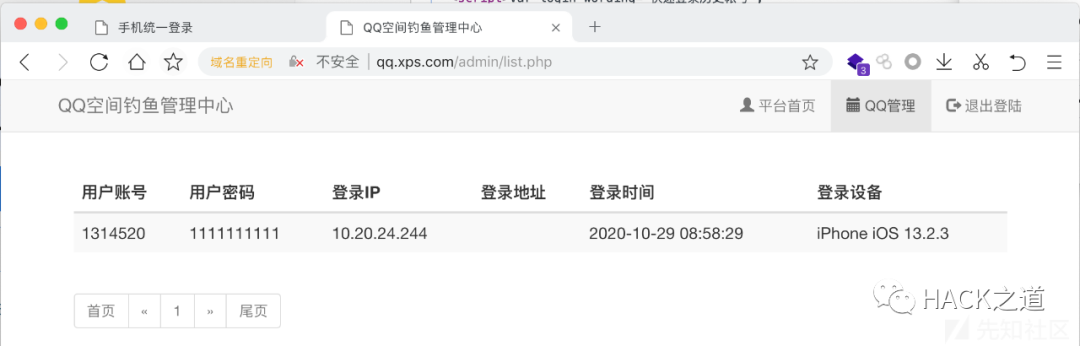 手机统一登录
QQ空间钓鱼管理中心
域名重定向 不安全 qq.xps.com/admin/list.php
3
QQ空间钓鱼管理中心 平台首页 QQ管理 退出登陆
用户账号 用户密码 登录IP 登录地址 登录时间 登录设备
1314520 1111111111 10.20.24.244 2020-10-29 08:58:29 iPhone iOS 13.2.3
首页 « 1 » 尾页
HACK之道
先知社区